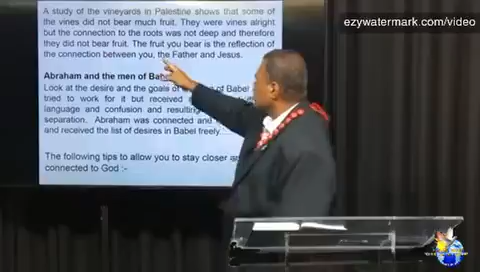 ezywatermark.com/video
A study of the vineyards in Palestine shows that some of
the vines did not bear much fruit. They were vines alright
but the connection to the roots was not deep and therefore
they did not bear fruit. The fruit you bear is the reflection of
the connection between you, the Father and Jesus.
Abraham and the men of Babel
Look at the desire and the goals of of Babel
tried to work for it but received
language and confusion and resulting
separation. Abraham was connected and
and received the list of desires in Babel freely.
The following tips to allow you to stay closer and
connected to God :-